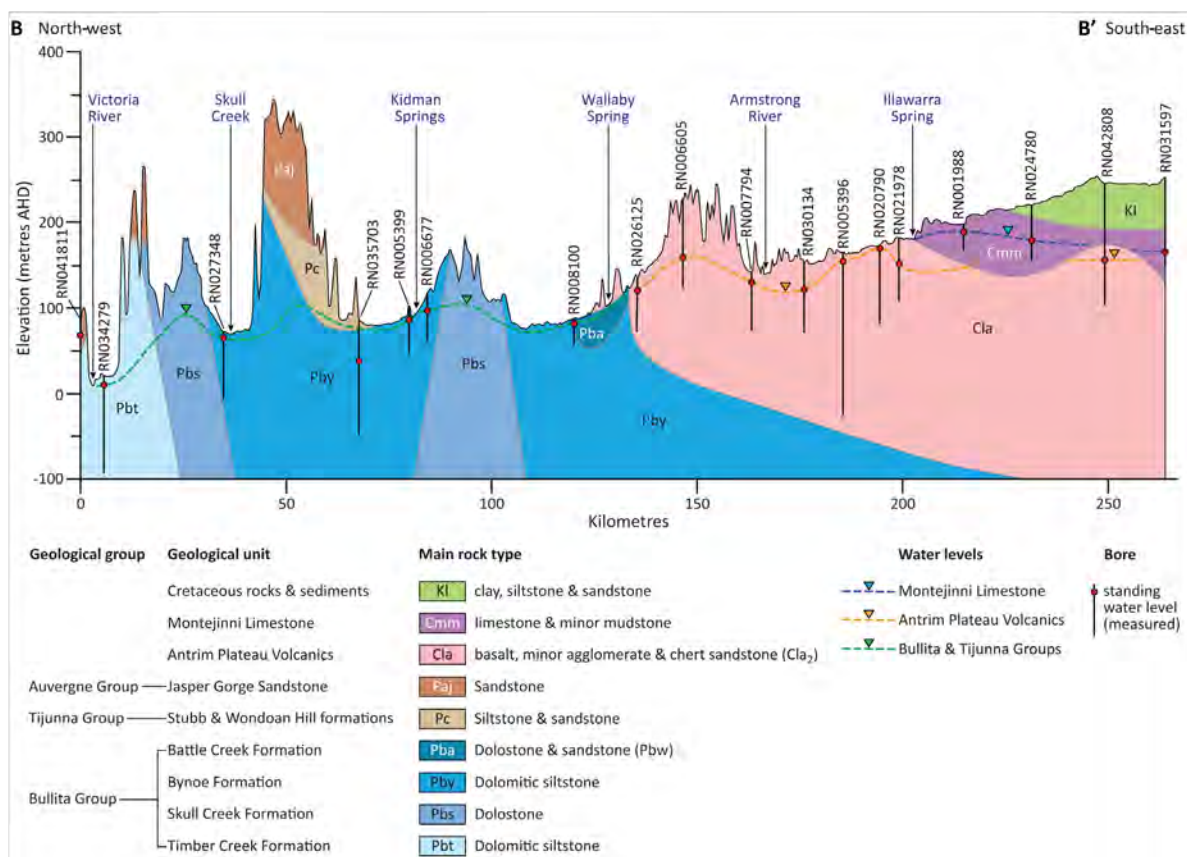 B North-west
B' South-east
400
300
200
100
0
-100
Elevation (metres AHD)
Victoria River
Skull Creek
Kidman Springs
Wallaby Spring
Armstrong River
Illawarra Spring
RN041811
RN034279
RN027348
RN035703
RN005399
RN006677
RN008100
RN026125
RN006605
RN007794
RN030134
RN005396
RN020790
RN021978
RN001988
RN024780
RN042808
RN031597
Pbt
Pbs
Pby
Paj
Pc
Pbs
Pba
Pby
Cla
Cmm
Kl
0 50 100 150 200 250
Kilometres
Geological group Geological unit Main rock type Water levels Bore
Cretaceous rocks & sediments Kl clay, siltstone & sandstone
Montejinni Limestone Cmm limestone & minor mudstone
Antrim Plateau Volcanics Cla basalt, minor agglomerate & chert sandstone (Cla₂)
Auvergne Group Jasper Gorge Sandstone Paj Sandstone
Tijunna Group Stubb & Wondoan Hill formations Pc Siltstone & sandstone
Battle Creek Formation Pba Dolostone & sandstone (Pbw)
Bullita Group
Bynoe Formation Pby Dolomitic siltstone
Skull Creek Formation Pbs Dolostone
Timber Creek Formation Pbt Dolomitic siltstone
Montejinni Limestone
Antrim Plateau Volcanics
Bullita & Tijunna Groups
standing
water level
(measured)